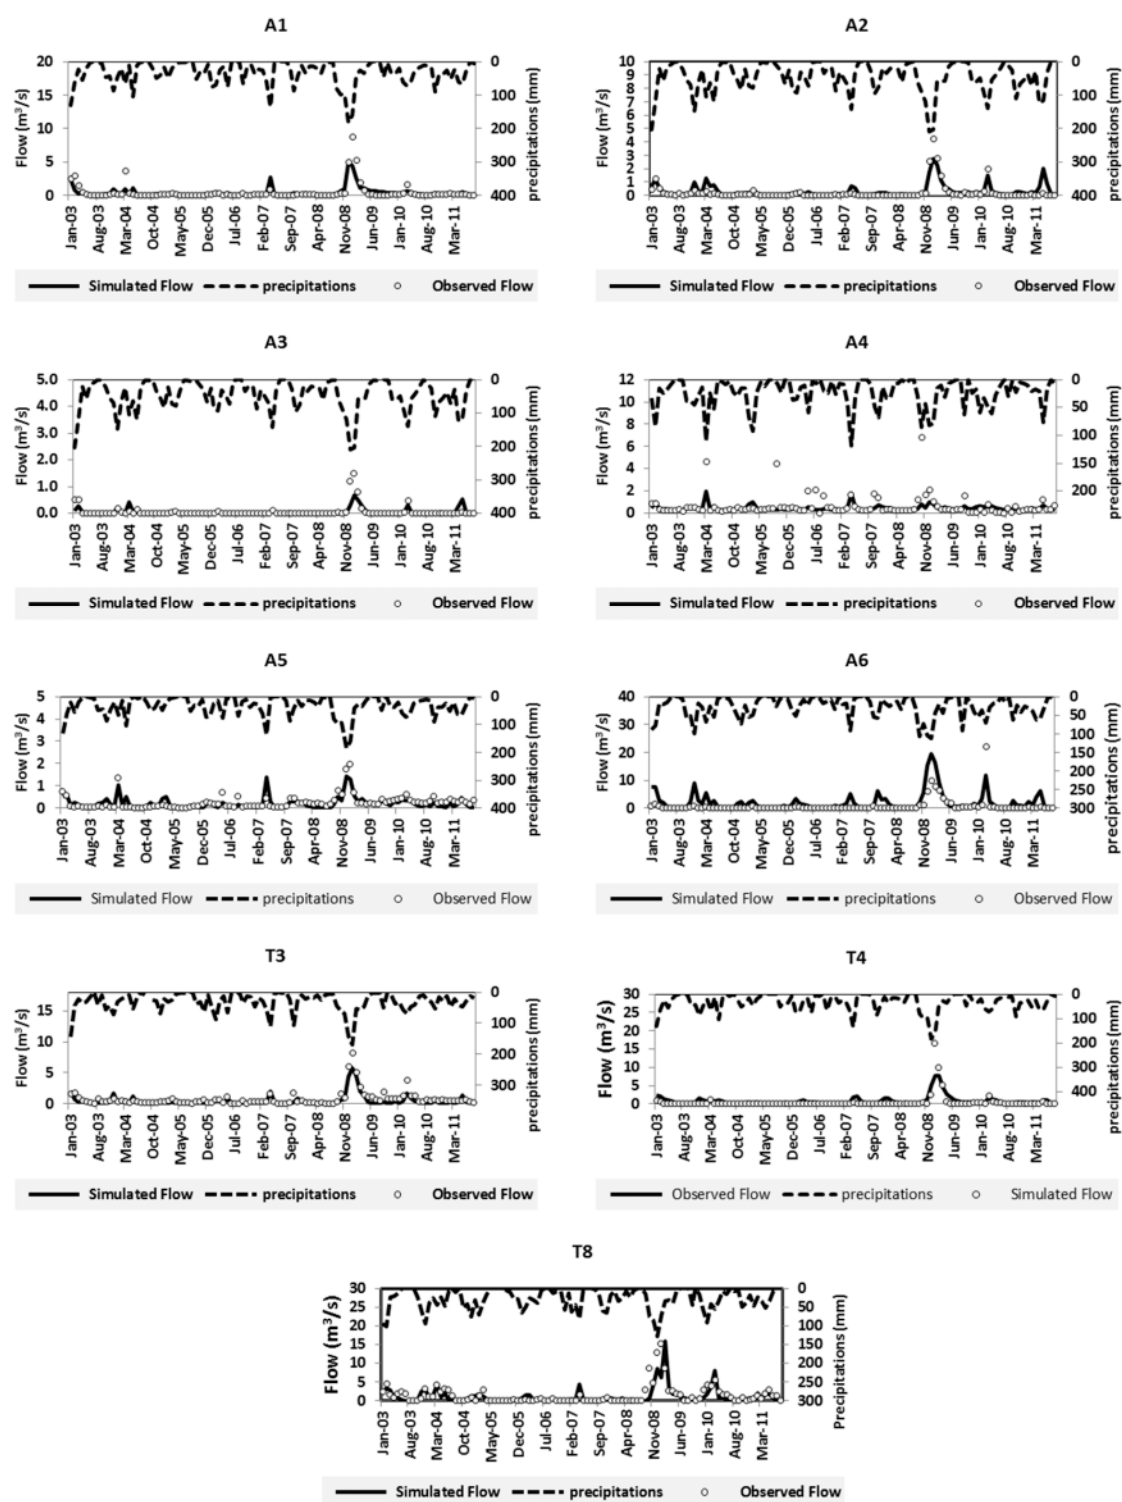 A1
Flow (m³/s)
20
15
10
5
0
0
100
200
300
400
precipitations (mm)
Jan-03 Aug-03 Mar-04 Oct-04 May-05 Dec-05 Jul-06 Feb-07 Sep-07 Apr-08 Nov-08 Jun-09 Jan-10 Aug-10 Mar-11
Simulated Flow precipitations Observed Flow
A2
Flow (m³/s)
10
9
8
7
6
5
4
3
2
1
0
0
100
200
300
400
precipitations (mm)
Jan-03 Aug-03 Mar-04 Oct-04 May-05 Dec-05 Jul-06 Feb-07 Sep-07 Apr-08 Nov-08 Jun-09 Jan-10 Aug-10 Mar-11
Simulated Flow precipitations Observed Flow
A3
Flow (m³/s)
5.0
4.0
3.0
2.0
1.0
0.0
0
100
200
300
400
precipitations (mm)
Jan-03 Aug-03 Mar-04 Oct-04 May-05 Dec-05 Jul-06 Feb-07 Sep-07 Apr-08 Nov-08 Jun-09 Jan-10 Aug-10 Mar-11
Simulated Flow precipitations Observed Flow
A4
Flow (m³/s)
12
10
8
6
4
2
0
0
50
100
150
200
precipitations (mm)
Jan-03 Aug-03 Mar-04 Oct-04 May-05 Dec-05 Jul-06 Feb-07 Sep-07 Apr-08 Nov-08 Jun-09 Jan-10 Aug-10 Mar-11
Simulated Flow precipitations Observed Flow
A5
Flow (m³/s)
5
4
3
2
1
0
0
100
200
300
400
precipitations (mm)
Jan-03 Aug-03 Mar-04 Oct-04 May-05 Dec-05 Jul-06 Feb-07 Sep-07 Apr-08 Nov-08 Jun-09 Jan-10 Aug-10 Mar-11
Simulated Flow precipitations Observed Flow
A6
Flow (m³/s)
40
30
20
10
0
0
50
100
150
200
250
300
precipitations (mm)
Jan-03 Aug-03 Mar-04 Oct-04 May-05 Dec-05 Jul-06 Feb-07 Sep-07 Apr-08 Nov-08 Jun-09 Jan-10 Aug-10 Mar-11
Simulated Flow precipitations Observed Flow
T3
Flow (m³/s)
15
10
5
0
0
100
200
300
precipitations (mm)
Jan-03 Aug-03 Mar-04 Oct-04 May-05 Dec-05 Jul-06 Feb-07 Sep-07 Apr-08 Nov-08 Jun-09 Jan-10 Aug-10 Mar-11
Simulated Flow precipitations Observed Flow
T4
Flow (m³/s)
30
25
20
15
10
5
0
0
100
200
300
400
precipitations (mm)
Jan-03 Aug-03 Mar-04 Oct-04 May-05 Dec-05 Jul-06 Feb-07 Sep-07 Apr-08 Nov-08 Jun-09 Jan-10 Aug-10 Mar-11
Observed Flow precipitations Simulated Flow
T8
Flow (m³/s)
30
25
20
15
10
5
0
0
50
100
150
200
250
300
Precipitations (mm)
Jan-03 Aug-03 Mar-04 Oct-04 May-05 Dec-05 Jul-06 Feb-07 Sep-07 Apr-08 Nov-08 Jun-09 Jan-10 Aug-10 Mar-11
Simulated Flow precipitations Observed Flow